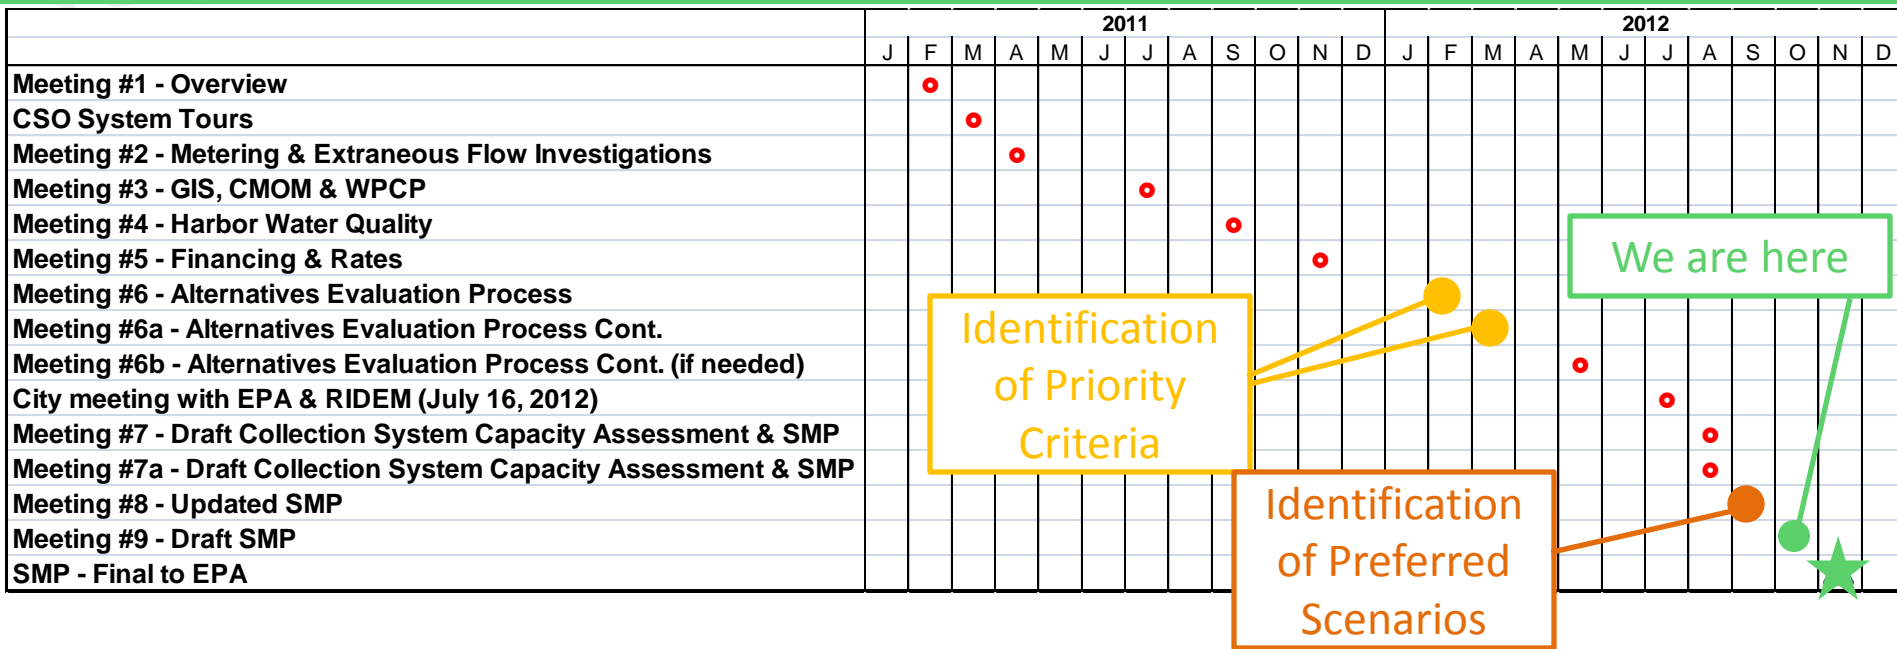 2011 2012
J F M A M J J A S O N D J F M A M J J A S O N D
Meeting #1 - Overview
CSO System Tours
Meeting #2 - Metering & Extraneous Flow Investigations
Meeting #3 - GIS, CMOM & WPCP
Meeting #4 - Harbor Water Quality
Meeting #5 - Financing & Rates
Meeting #6 - Alternatives Evaluation Process
Meeting #6a - Alternatives Evaluation Process Cont.
Meeting #6b - Alternatives Evaluation Process Cont. (if needed)
City meeting with EPA & RIDEM (July 16, 2012)
Meeting #7 - Draft Collection System Capacity Assessment & SMP
Meeting #7a - Draft Collection System Capacity Assessment & SMP
Meeting #8 - Updated SMP
Meeting #9 - Draft SMP
SMP - Final to EPA
We are here
Identification
of Priority
Criteria
Identification
of Preferred
Scenarios